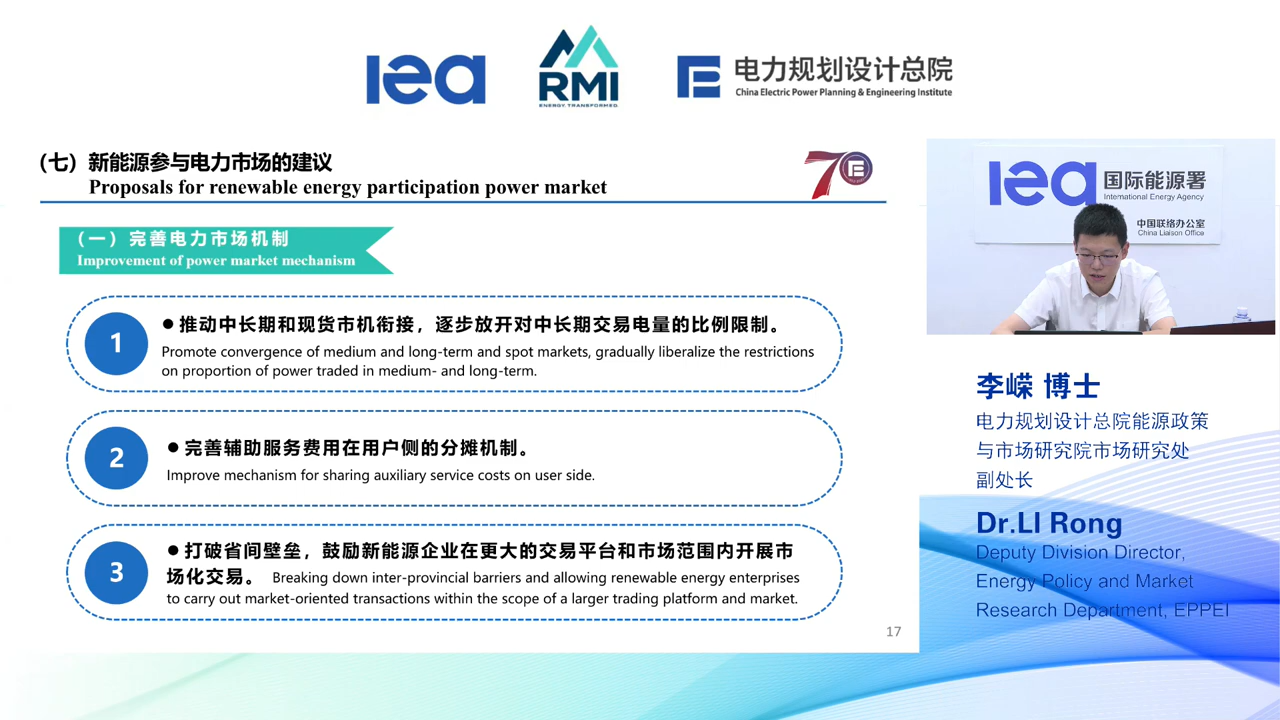 iea
RMI
ENERGY. TRANSFORMED.
电力规划设计总院
China Electric Power Planning & Engineering Institute
（七）新能源参与电力市场的建议
Proposals for renewable energy participation power market
70
（一）完善电力市场机制
Improvement of power market mechanism
1
●推动中长期和现货市机衔接，逐步放开对中长期交易电量的比例限制。
Promote convergence of medium and long-term and spot markets, gradually liberalize the restrictions
on proportion of power traded in medium- and long-term.
2
●完善辅助服务费用在用户侧的分摊机制。
Improve mechanism for sharing auxiliary service costs on user side.
3
●打破省间壁垒，鼓励新能源企业在更大的交易平台和市场范围内开展市
场化交易。 Breaking down inter-provincial barriers and allowing renewable energy enterprises
to carry out market-oriented transactions within the scope of a larger trading platform and market.
17
iea 国际能源署
International Energy Agency
中国联络办公室
China Liaison Office
李嵘 博士
电力规划设计总院能源政策
与市场研究院市场研究处
副处长
Dr.LI Rong
Deputy Division Director,
Energy Policy and Market
Research Department, EPPEI